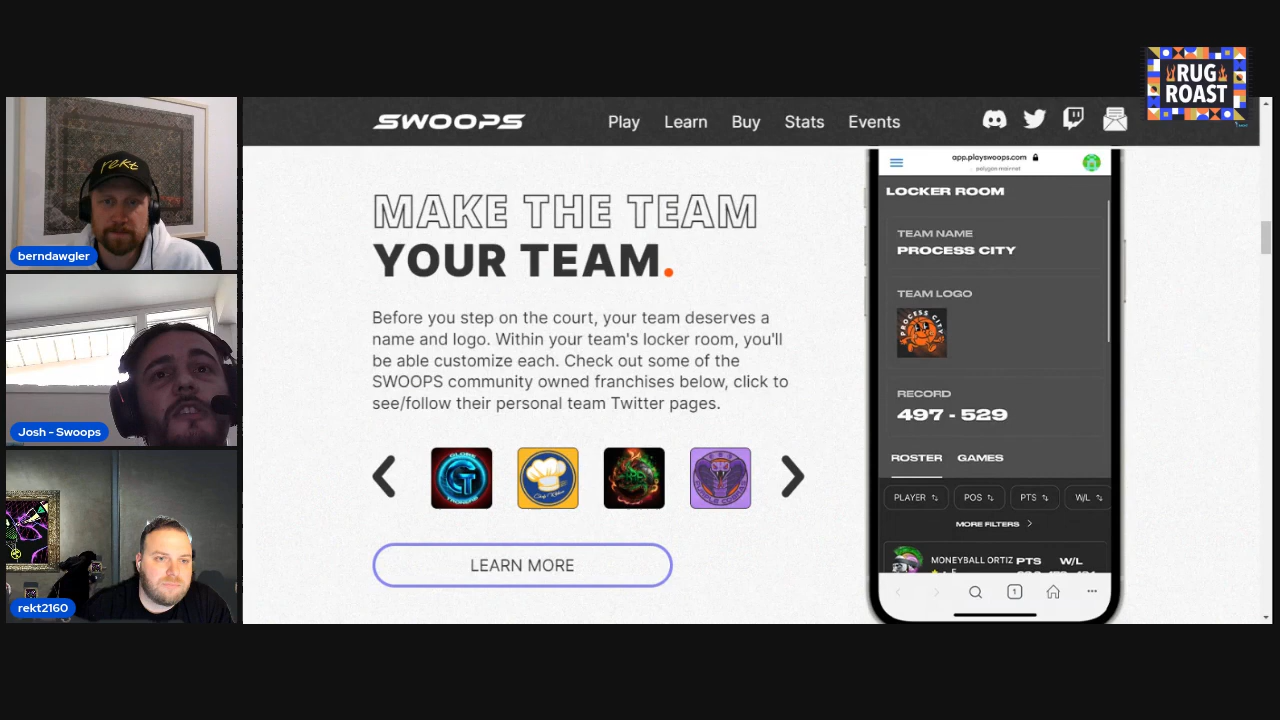 RUG
ROAST
rekt
berndawgler
Josh - Swoops
rekt2160
SWOOPS
Play
Learn
Buy
Stats
Events
MAKE THE TEAM
YOUR TEAM.
Before you step on the court, your team deserves a
name and logo. Within your team's locker room, you'll
be able customize each. Check out some of the
SWOOPS community owned franchises below, click to
see/follow their personal team Twitter pages.
LEARN MORE
app.playswoops.com
polygon-mainnet
LOCKER ROOM
TEAM NAME
PROCESS CITY
TEAM LOGO
PROCESS CITY
RECORD
497 - 529
ROSTER
GAMES
PLAYER
POS
PTS
W/L
MORE FILTERS
MONEYBALL ORTIZ
PTS
W/L
1